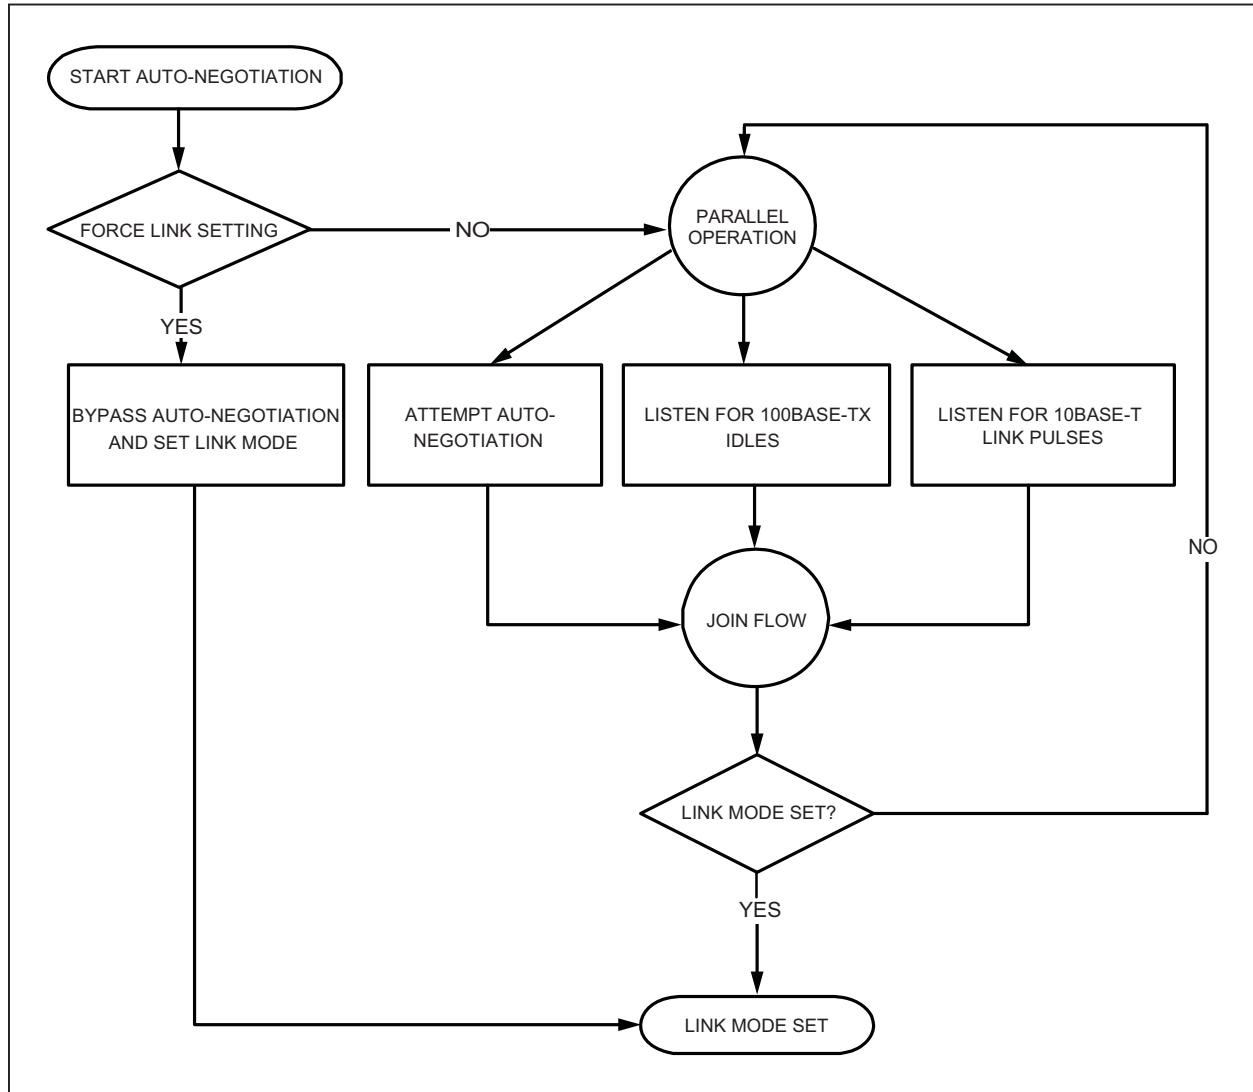 START AUTO-NEGOTIATION
FORCE LINK SETTING
NO
PARALLEL
OPERATION
YES
BYPASS AUTO-NEGOTIATION
AND SET LINK MODE
ATTEMPT AUTO-
NEGOTIATION
LISTEN FOR 100BASE-TX
IDLES
LISTEN FOR 10BASE-T
LINK PULSES
NO
JOIN FLOW
LINK MODE SET?
YES
LINK MODE SET